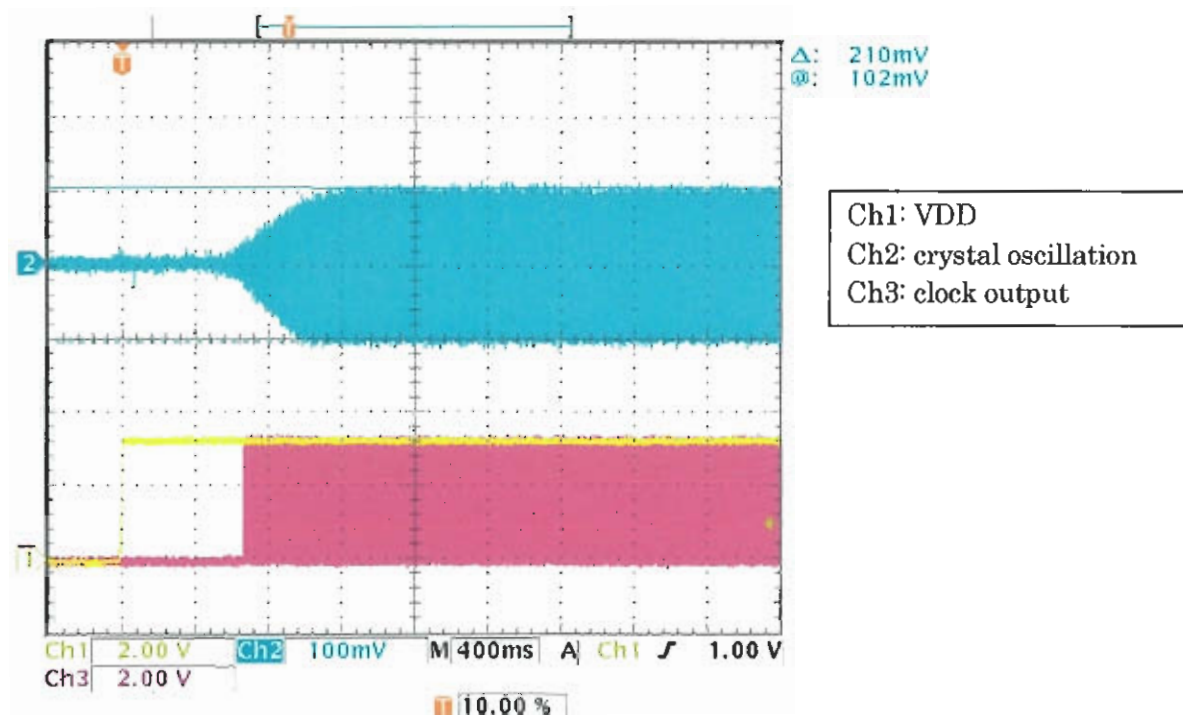 T
T
Δ: 210mV
@: 102mV
2
Ch1: VDD
Ch2: crystal oscillation
Ch3: clock output
1
Ch1 2.00 V Ch2 100mV M 400ms A Ch1 ƒ 1.00 V
Ch3 2.00 V
T 10.00 %